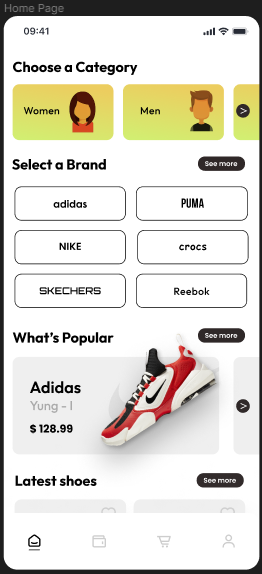 Home Page
09:41
Choose a Category
Women
Men
>
Select a Brand
See more
adidas
PUMA
NIKE
crocs
SKECHERS
Reebok
What's Popular
See more
Adidas
Yung - I
$ 128.99
>
Latest shoes
See more